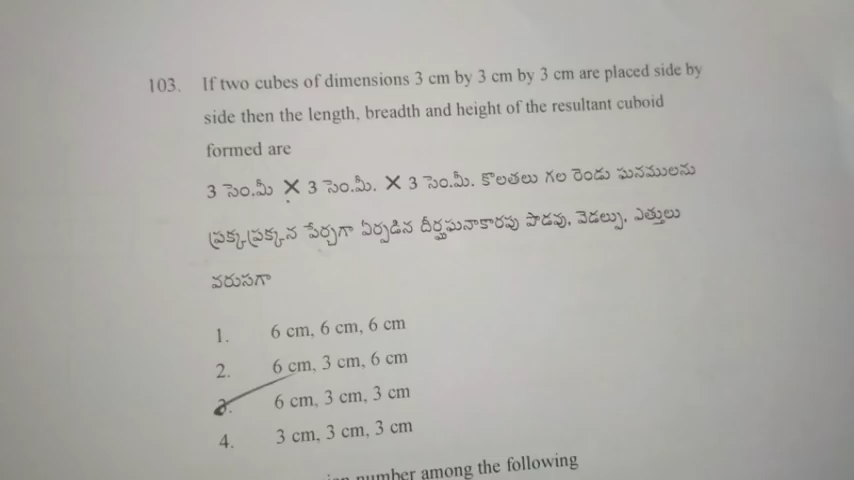 103. If two cubes of dimensions 3 cm by 3 cm by 3 cm are placed side by
side then the length, breadth and height of the resultant cuboid
formed are
3 సెం.మీ × 3 సెం.మీ. × 3 సెం.మీ. కొలతలు గల రెండు ఘనములను
ప్రక్కప్రక్కన పేర్చగా ఏర్పడిన దీర్ఘఘనాకారపు పొడవు, వెడల్పు, ఎత్తులు
వరుసగా
1. 6 cm, 6 cm, 6 cm
2. 6 cm, 3 cm, 6 cm
3. 6 cm, 3 cm, 3 cm
4. 3 cm, 3 cm, 3 cm
number among the following